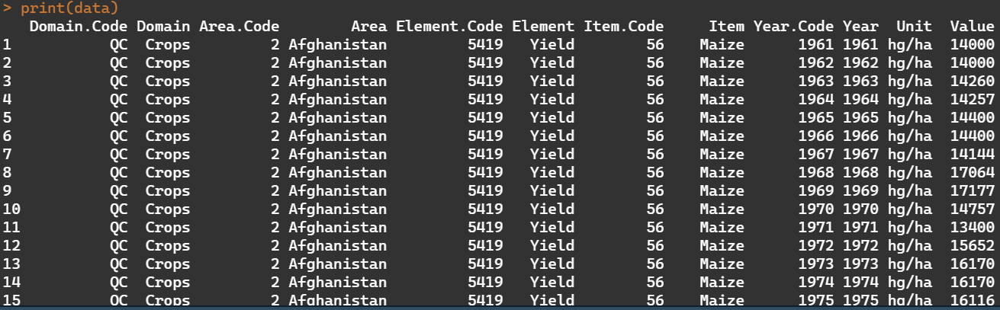 > print(data)
Domain.Code Domain Area.Code Area Element.Code Element Item.Code Item Year.Code Year Unit Value
1 QC Crops 2 Afghanistan 5419 Yield 56 Maize 1961 1961 hg/ha 14000
2 QC Crops 2 Afghanistan 5419 Yield 56 Maize 1962 1962 hg/ha 14000
3 QC Crops 2 Afghanistan 5419 Yield 56 Maize 1963 1963 hg/ha 14260
4 QC Crops 2 Afghanistan 5419 Yield 56 Maize 1964 1964 hg/ha 14257
5 QC Crops 2 Afghanistan 5419 Yield 56 Maize 1965 1965 hg/ha 14400
6 QC Crops 2 Afghanistan 5419 Yield 56 Maize 1966 1966 hg/ha 14400
7 QC Crops 2 Afghanistan 5419 Yield 56 Maize 1967 1967 hg/ha 14144
8 QC Crops 2 Afghanistan 5419 Yield 56 Maize 1968 1968 hg/ha 17064
9 QC Crops 2 Afghanistan 5419 Yield 56 Maize 1969 1969 hg/ha 17177
10 QC Crops 2 Afghanistan 5419 Yield 56 Maize 1970 1970 hg/ha 14757
11 QC Crops 2 Afghanistan 5419 Yield 56 Maize 1971 1971 hg/ha 13400
12 QC Crops 2 Afghanistan 5419 Yield 56 Maize 1972 1972 hg/ha 15652
13 QC Crops 2 Afghanistan 5419 Yield 56 Maize 1973 1973 hg/ha 16170
14 QC Crops 2 Afghanistan 5419 Yield 56 Maize 1974 1974 hg/ha 16170
15 QC Crops 2 Afghanistan 5419 Yield 56 Maize 1975 1975 hg/ha 16116